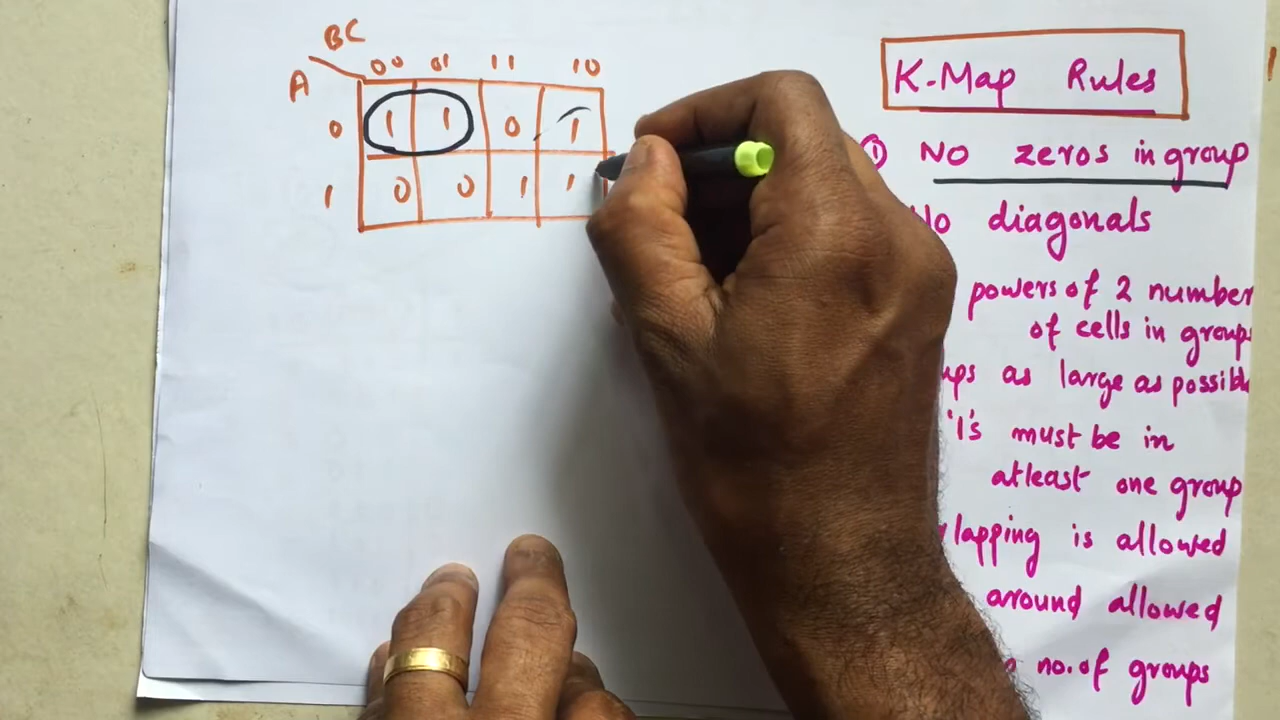 BC
A
00 01 11 10
0 1 1 0 1
1 0 0 1 1
K-Map Rules
① No zeros in group
No diagonals
powers of 2 number
of cells in groups
as large as possible
1's must be in
atleast one group
is allowed
around allowed
no. of groups